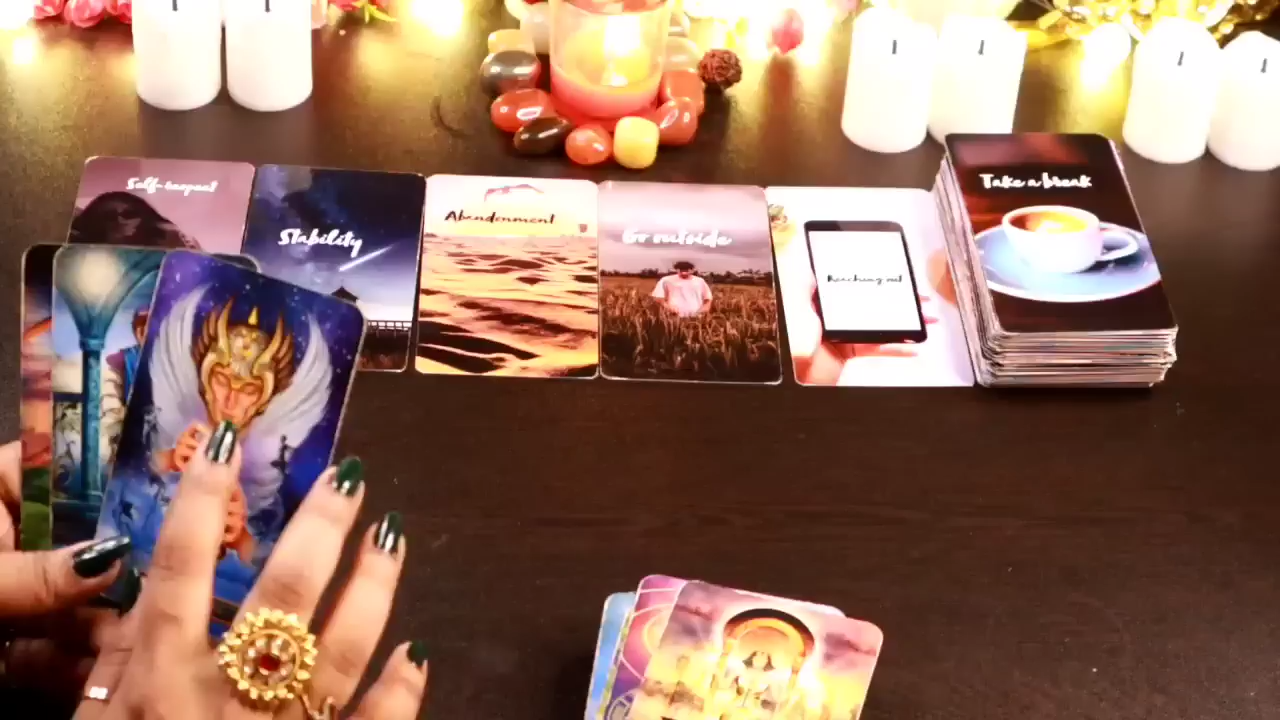 Self-respect
Stability
Abandonment
Go outside
Reaching out
Take a break